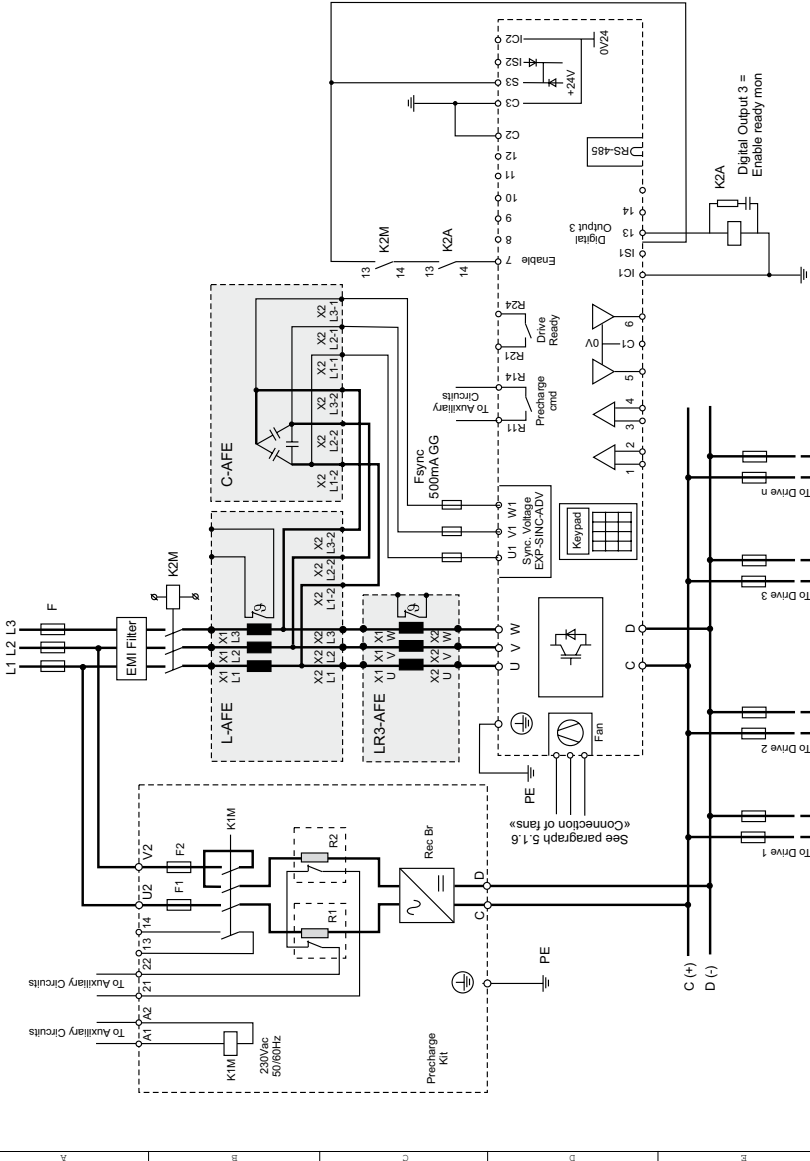 IC2
IS2
S3
C3
C2
12
11
10
9
8
7
Enable
0V24
+24V
RS-485
K2A
Digital Output 3 =
Enable ready mon
14
13
Digital
Output 3
IS1
IC1
K2M
K2A
13
14
13
14
C-AFE
X2
L3-1
X2
L2-1
X2
L1-1
X2
L3-2
X2
L2-2
X2
L1-2
R24
R21
Drive
Ready
R14
R11
Precharge
cmd
To Auxiliary
Circuits
6
C1
0V
5
4
3
2
1
Fsync
500mA GG
U1 V1 W1
Sync. Voltage
EXP-SINC-ADV
Keypad
L1 L2 L3
F
EMI Filter
K2M
L-AFE
X1
L1
X1
L2
X1
L3
X2
L1
X2
L2
X2
L3
X2
L1-2
X2
L2-2
X2
L3-2
LR3-AFE
X1
U
X1
V
X1
W
X2
U
X2
V
X2
W
U
V
W
C
D
Fan
PE
See paragraph 5.1.6
«Connection of fans»
V2
U2
F2
F1
K1M
14
13
22
21
A2
A1
To Auxiliary Circuits
To Auxiliary Circuits
R2
R1
Rec Br
D
C
K1M
230Vac
50/60Hz
Precharge
Kit
PE
C (+)
D (-)
To Drive 1
To Drive 2
To Drive 3
To Drive n
A
B
C
D
E